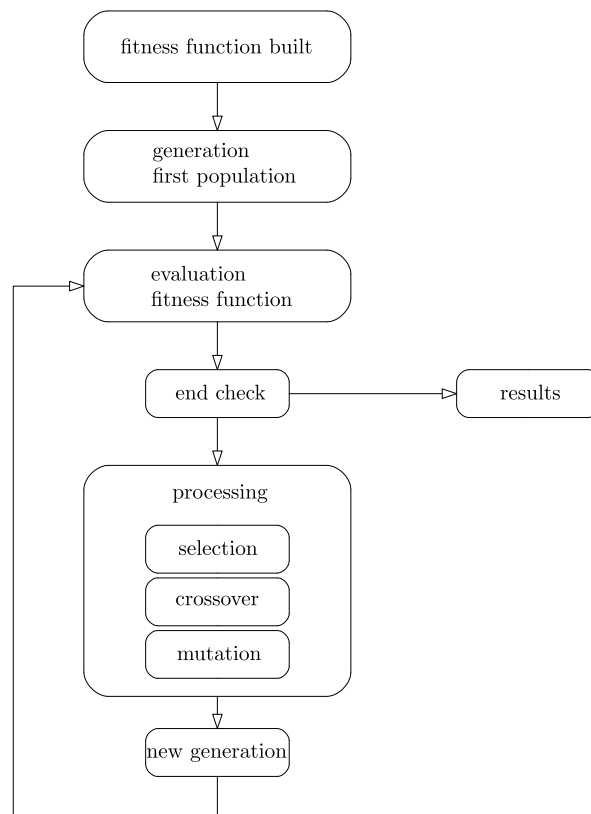 fitness function built
generation
first population
evaluation
fitness function
end check
results
processing
selection
crossover
mutation
new generation